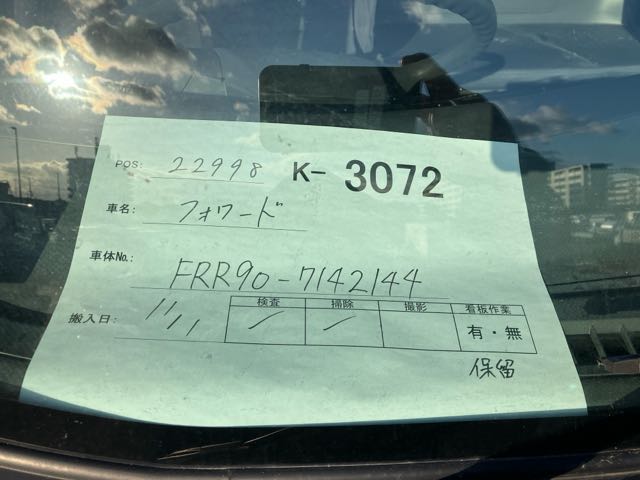 POS: 22998 K- 3072
車名: フォワード
車体No.: FRR90-7142144
搬入日: 11/11
検査 掃除 撮影 看板作業
／ ／ 有・無
保留